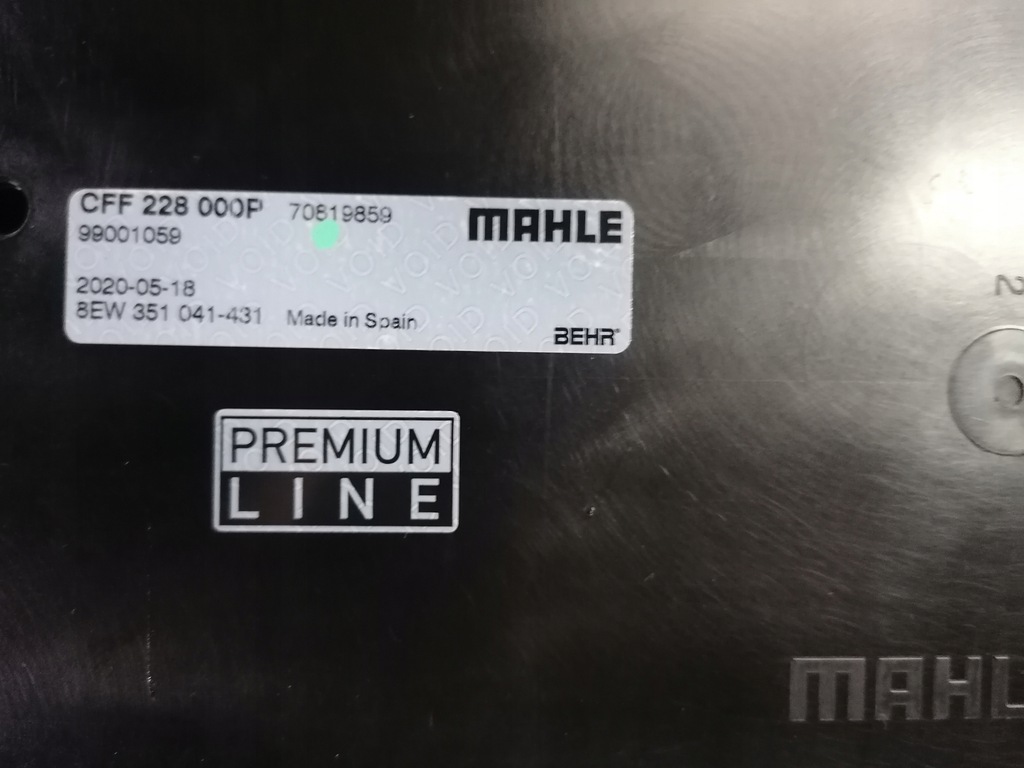 CFF 228 000P 70819859 MAHLE
99001059
2020-05-18
8EW 351 041-431 Made in Spain BEHR®
PREMIUM
LINE
2
MAHL